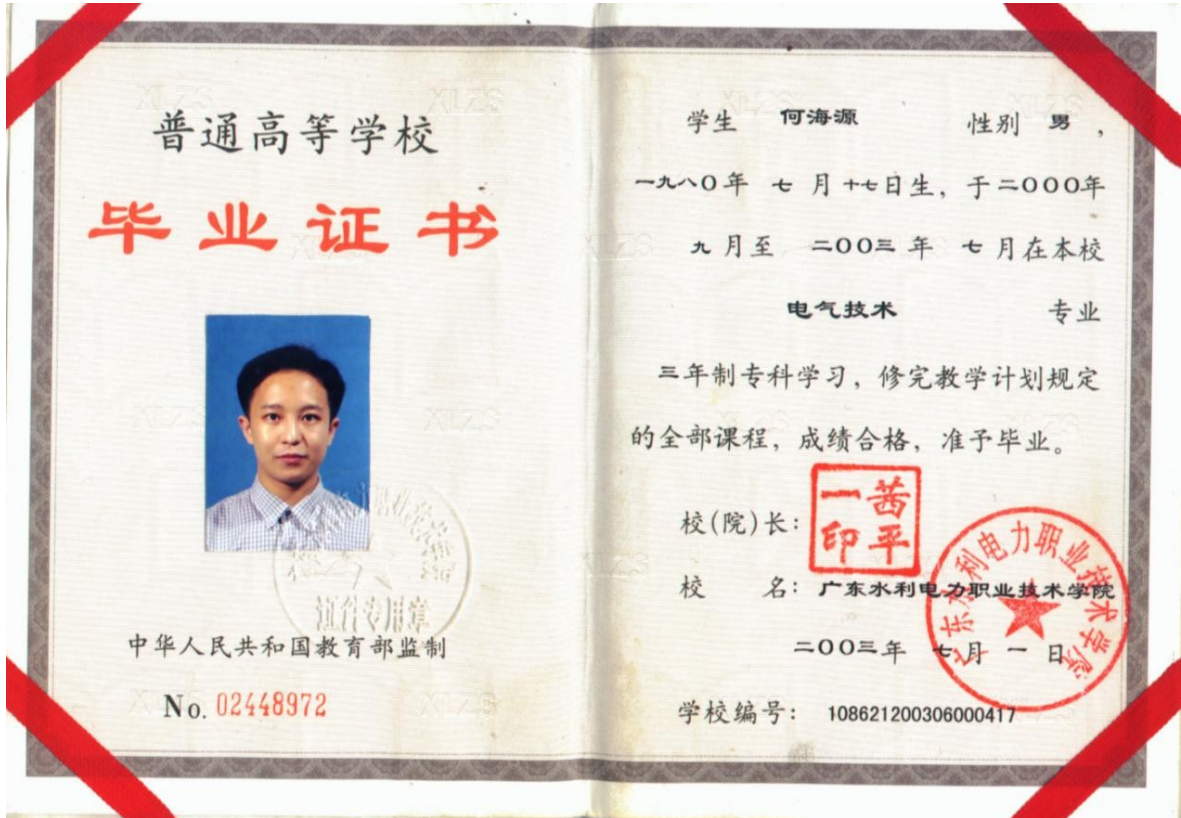 普通高等学校
毕业证书
证件专用章
中华人民共和国教育部监制
No. 02448972
学生 何海源 性别 男，
一九八〇年 七 月 十七日生，于二〇〇〇年
九 月至 二〇〇三 年 七 月在本校
电气技术 专业
三年制专科学习，修完教学计划规定
的全部课程，成绩合格，准予毕业。
校(院)长：
茜平一印
校 名：广东水利电力职业技术学院
广东水利电力职业技术学院
二〇〇三年 七月 一 日
学校编号： 108621200306000417
XLZS